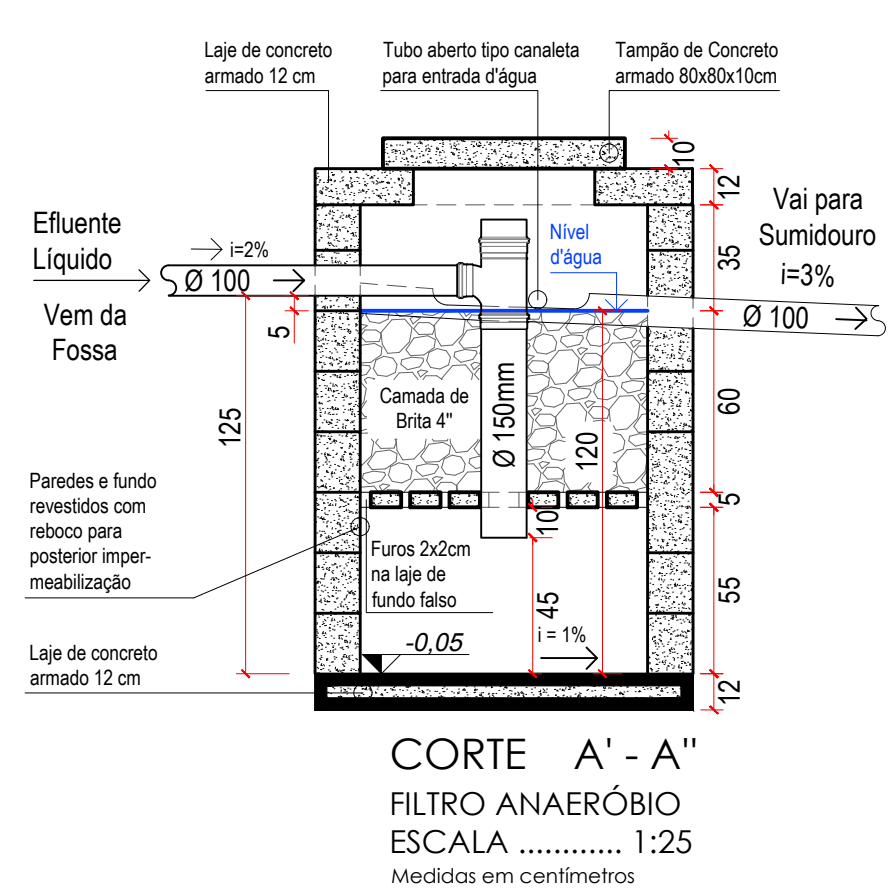 Laje de concreto
armado 12 cm
Tubo aberto tipo canaleta
para entrada d'água
Tampão de Concreto
armado 80x80x10cm
10
12
Efluente
Líquido
i=2%
Ø 100
Vem da
Fossa
Nível
d'água
35
Vai para
Sumidouro
i=3%
Ø 100
5
125
Camada de
Brita 4"
Ø 150mm
120
60
5
Paredes e fundo
revestidos com
reboco para
posterior imper-
meabilização
10
Furos 2x2cm
na laje de
fundo falso
45
55
i = 1%
-0,05
Laje de concreto
armado 12 cm
12
CORTE A' - A"
FILTRO ANAERÓBIO
ESCALA ............ 1:25
Medidas em centímetros